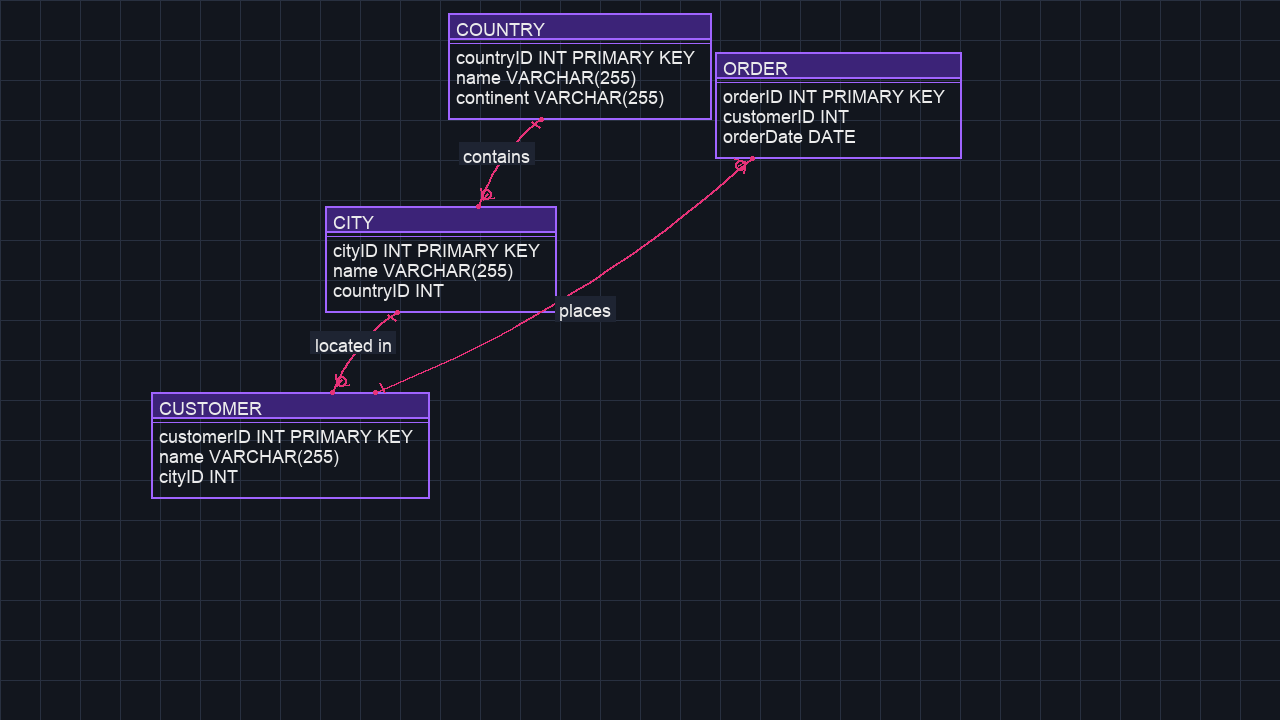 COUNTRY
countryID INT PRIMARY KEY
name VARCHAR(255)
continent VARCHAR(255)
ORDER
orderID INT PRIMARY KEY
customerID INT
orderDate DATE
contains
CITY
cityID INT PRIMARY KEY
name VARCHAR(255)
countryID INT
places
located in
CUSTOMER
customerID INT PRIMARY KEY
name VARCHAR(255)
cityID INT